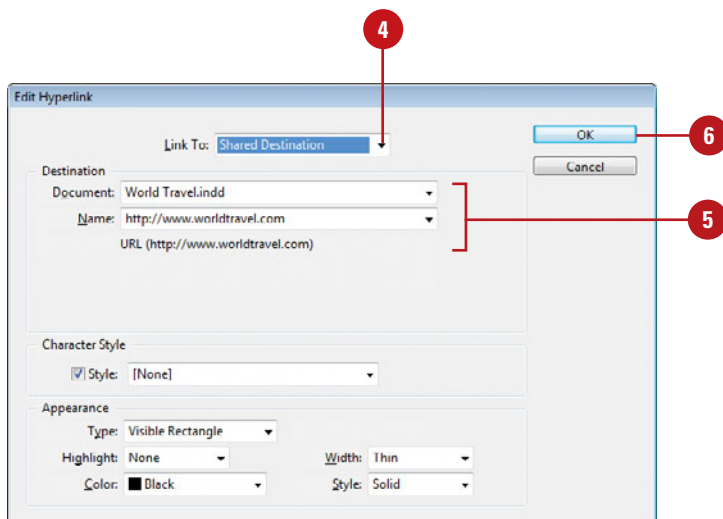 4
Edit Hyperlink
Link To: Shared Destination
OK
6
Cancel
Destination
Document: World Travel.indd
Name: http://www.worldtravel.com
5
URL (http://www.worldtravel.com)
Character Style
Style: [None]
Appearance
Type: Visible Rectangle
Highlight: None
Width: Thin
Color: Black
Style: Solid